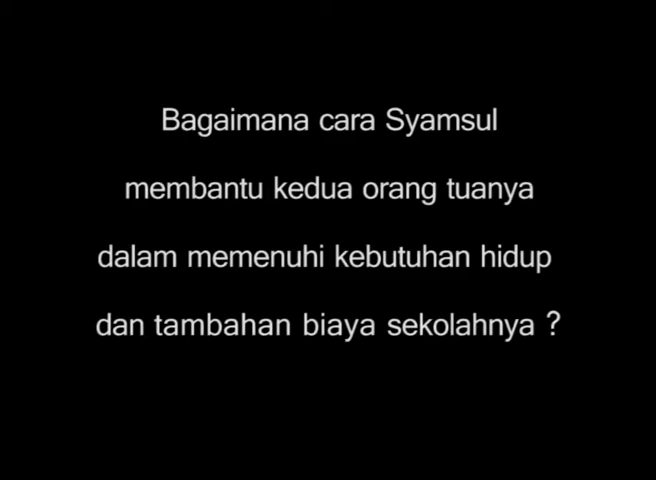 Bagaimana cara Syamsul
membantu kedua orang tuanya
dalam memenuhi kebutuhan hidup
dan tambahan biaya sekolahnya ?